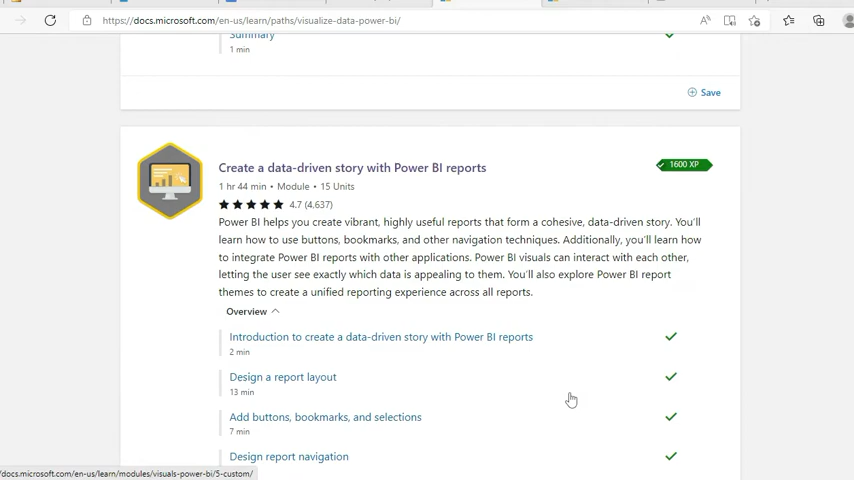 https://docs.microsoft.com/en-us/learn/paths/visualize-data-power-bi/
Summary
1 min
Save
Create a data-driven story with Power BI reports
1600 XP
1 hr 44 min • Module • 15 Units
4.7 (4.637)
Power BI helps you create vibrant, highly useful reports that form a cohesive, data-driven story. You'll
learn how to use buttons, bookmarks, and other navigation techniques. Additionally, you'll learn how
to integrate Power BI reports with other applications. Power BI visuals can interact with each other,
letting the user see exactly which data is appealing to them. You'll also explore Power BI report
themes to create a unified reporting experience across all reports.
Overview
Introduction to create a data-driven story with Power BI reports
2 min
Design a report layout
13 min
Add buttons, bookmarks, and selections
7 min
Design report navigation
/docs.microsoft.com/en-us/learn/modules/visuals-power-bi/5-custom/